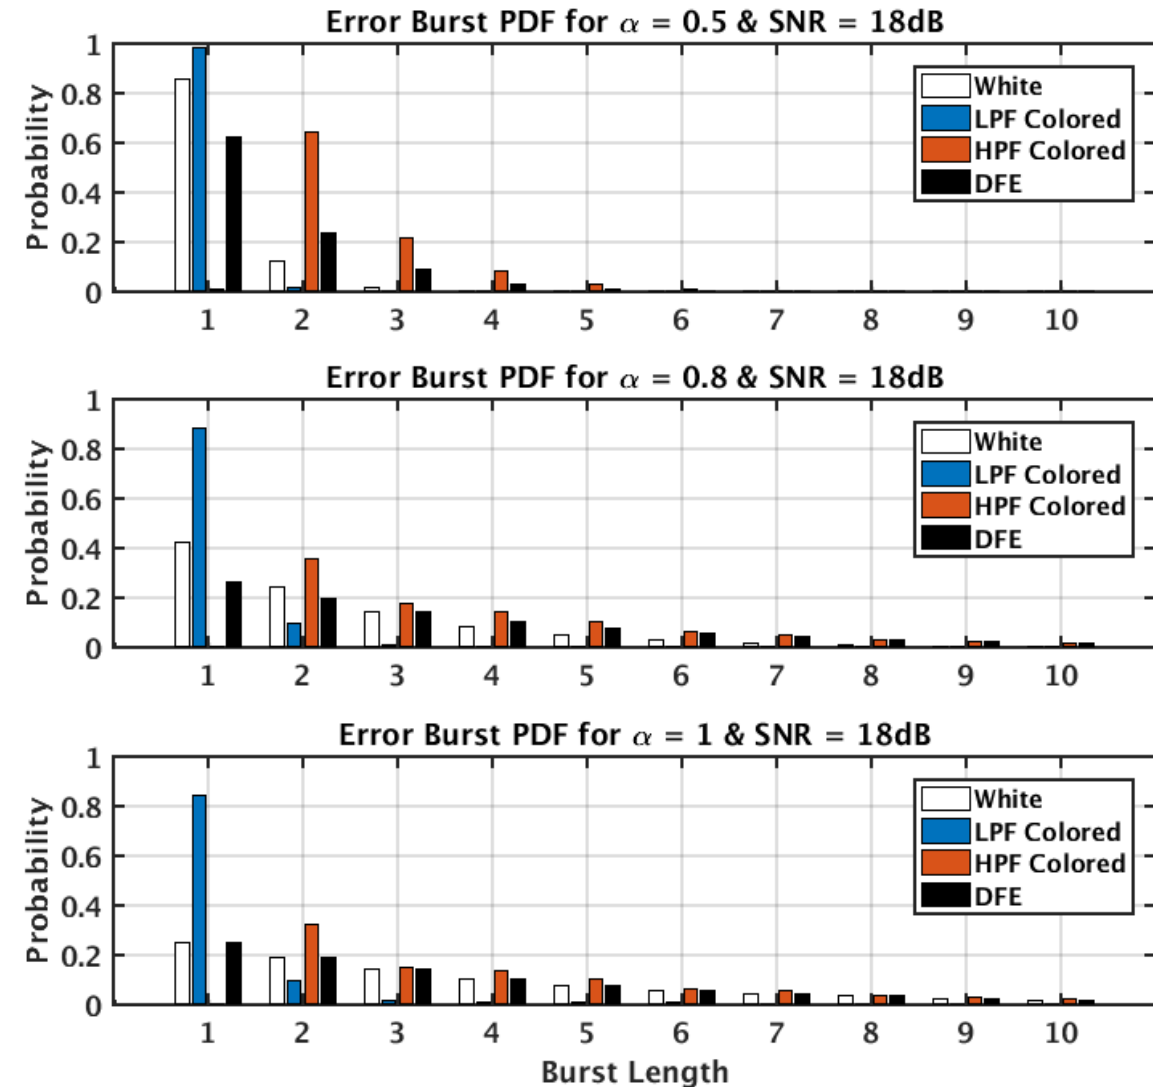 Error Burst PDF for α = 0.5 & SNR = 18dB
Probability
1
0.8
0.6
0.4
0.2
0
White
LPF Colored
HPF Colored
DFE
1 2 3 4 5 6 7 8 9 10
Error Burst PDF for α = 0.8 & SNR = 18dB
Probability
1
0.8
0.6
0.4
0.2
0
White
LPF Colored
HPF Colored
DFE
1 2 3 4 5 6 7 8 9 10
Error Burst PDF for α = 1 & SNR = 18dB
Probability
1
0.8
0.6
0.4
0.2
0
White
LPF Colored
HPF Colored
DFE
1 2 3 4 5 6 7 8 9 10
Burst Length